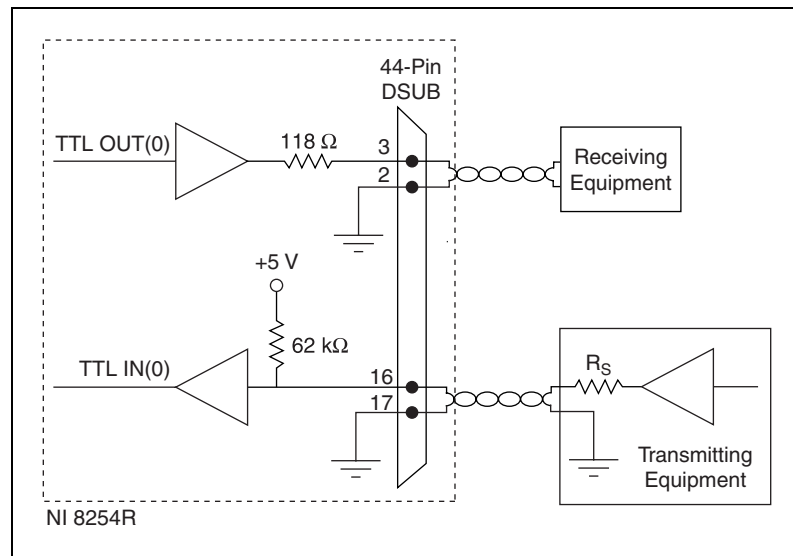 44-Pin
DSUB
TTL OUT(0)
118 Ω
3
2
Receiving
Equipment
+5 V
62 kΩ
TTL IN(0)
16
17
RS
Transmitting
Equipment
NI 8254R